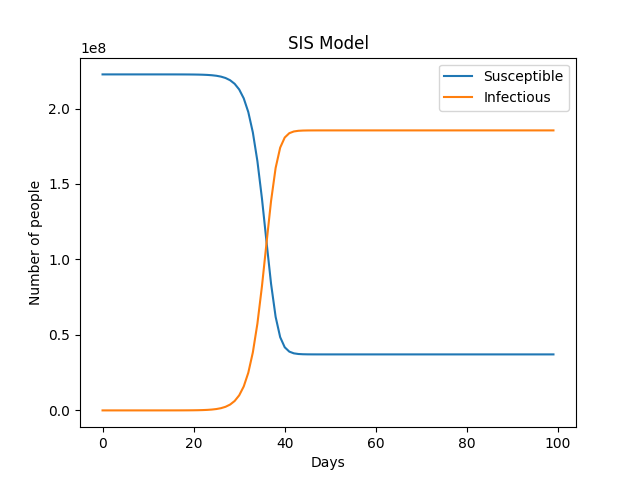 SIS Model
1e8
Susceptible
Infectious
2.0
1.5
1.0
0.5
0.0
Number of people
0 20 40 60 80 100
Days